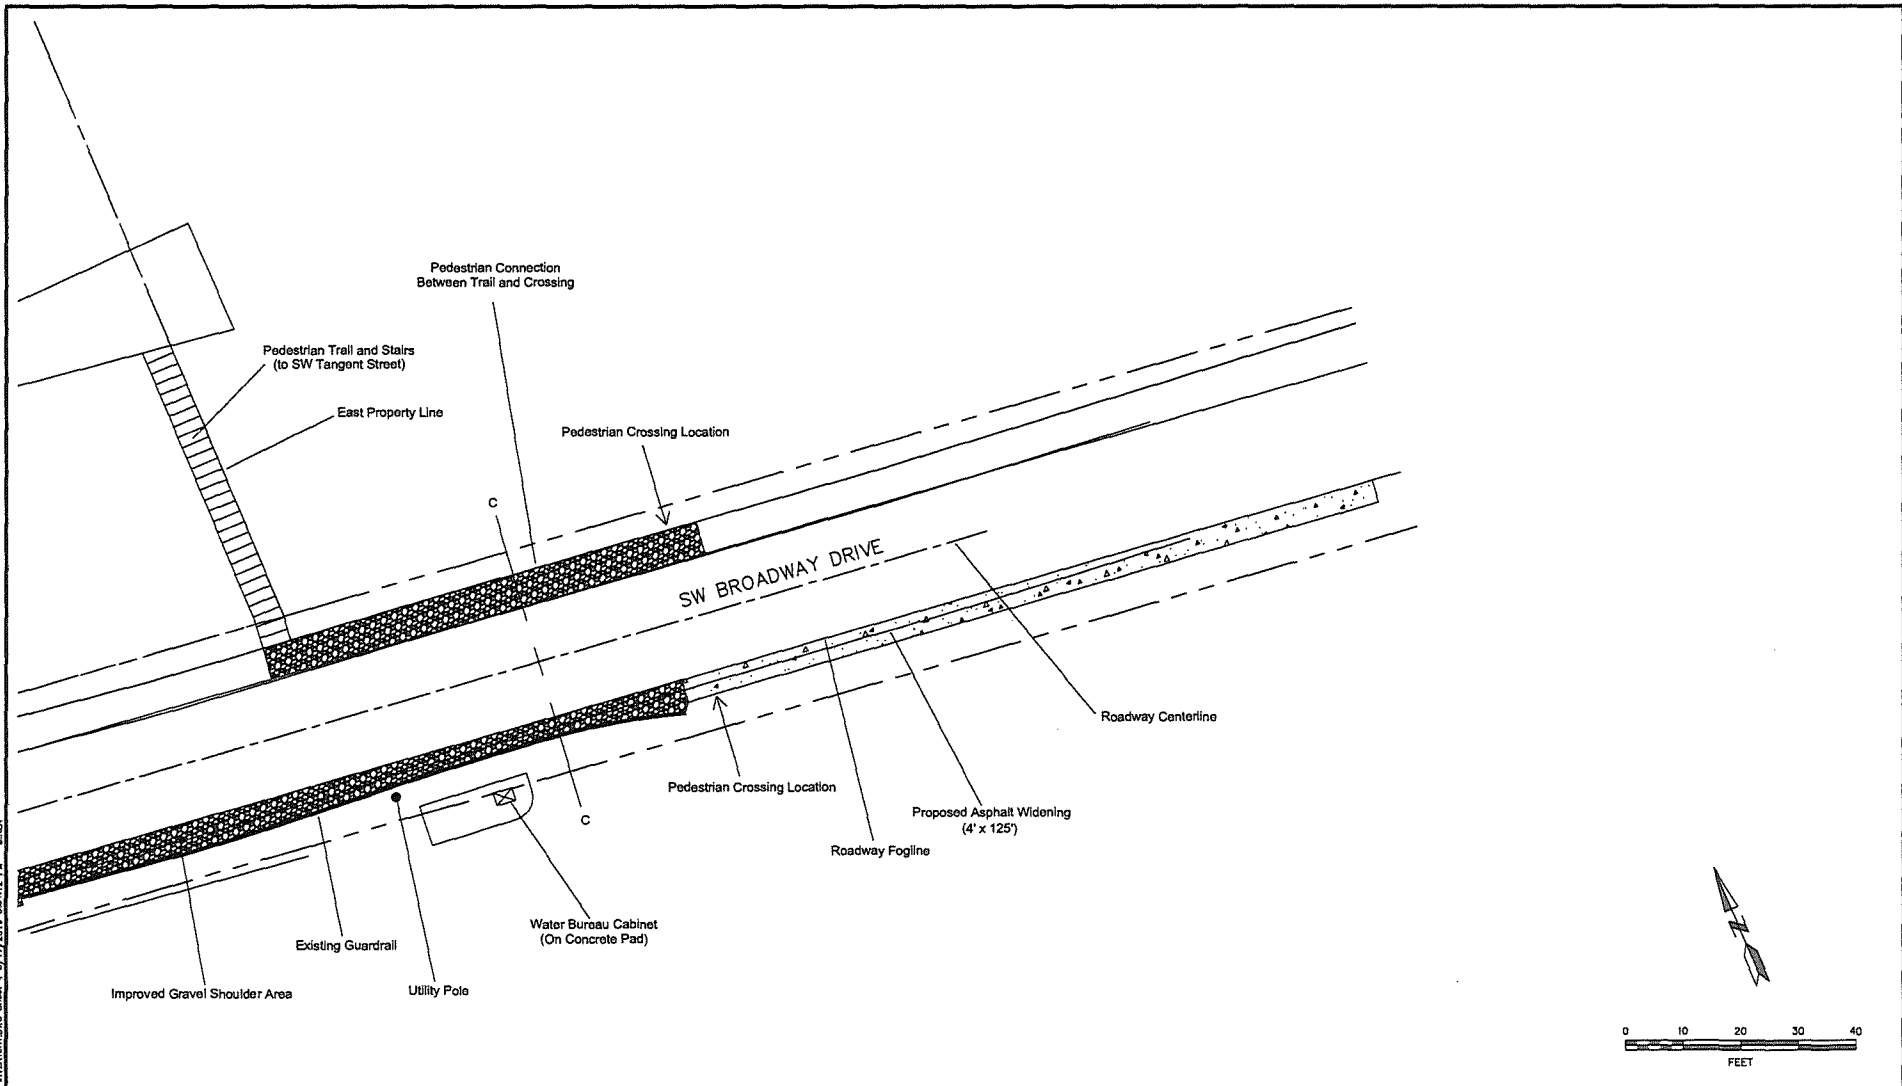 Pedestrian Connection
Between Trail and Crossing
Pedestrian Trail and Stairs
(to SW Tangent Street)
East Property Line
Pedestrian Crossing Location
C
SW BROADWAY DRIVE
Roadway Centerline
Pedestrian Crossing Location
Proposed Asphalt Widening
(4' x 125')
C
Roadway Fogline
Water Bureau Cabinet
(On Concrete Pad)
Existing Guardrail
Utility Pole
Improved Gravel Shoulder Area
N
0 10 20 30 40
FEET